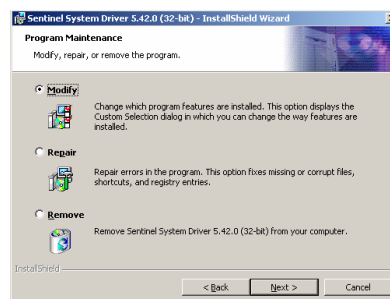 Sentinel System Driver 5.42.0 (32-bit) - InstallShield Wizard
Program Maintenance
Modify, repair, or remove the program.
Modify
Change which program features are installed. This option displays the
Custom Selection dialog in which you can change the way features are
installed.
Repair
Repair errors in the program. This option fixes missing or corrupt files,
shortcuts, and registry entries.
Remove
Remove Sentinel System Driver 5.42.0 (32-bit) from your computer.
InstallShield
< Back
Next >
Cancel